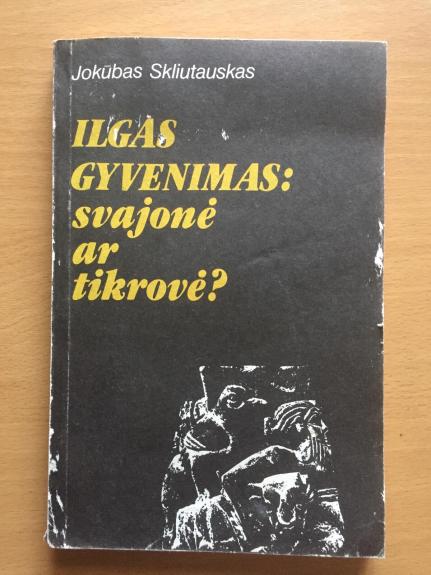 Jokūbas Skliutauskas
ILGAS
GYVENIMAS:
svajonė
ar
tikrovė?